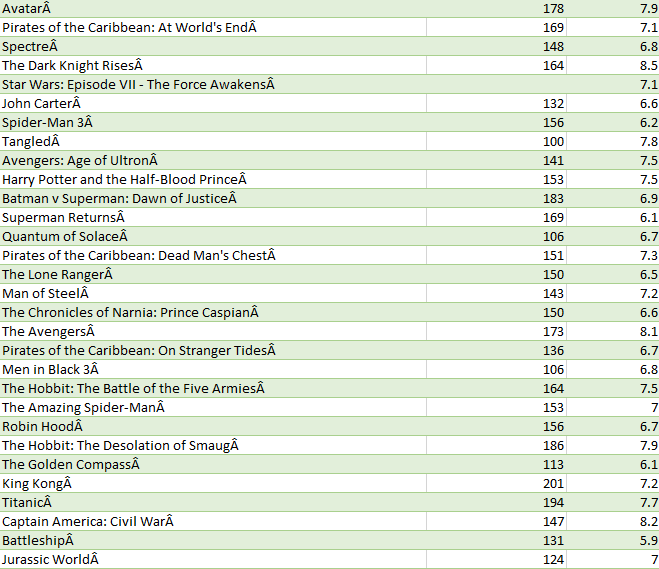 AvatarÂ 178 7.9
Pirates of the Caribbean: At World's EndÂ 169 7.1
SpectreÂ 148 6.8
The Dark Knight RisesÂ 164 8.5
Star Wars: Episode VII - The Force AwakensÂ 7.1
John CarterÂ 132 6.6
Spider-Man 3Â 156 6.2
TangledÂ 100 7.8
Avengers: Age of UltronÂ 141 7.5
Harry Potter and the Half-Blood PrinceÂ 153 7.5
Batman v Superman: Dawn of JusticeÂ 183 6.9
Superman ReturnsÂ 169 6.1
Quantum of SolaceÂ 106 6.7
Pirates of the Caribbean: Dead Man's ChestÂ 151 7.3
The Lone RangerÂ 150 6.5
Man of SteelÂ 143 7.2
The Chronicles of Narnia: Prince CaspianÂ 150 6.6
The AvengersÂ 173 8.1
Pirates of the Caribbean: On Stranger TidesÂ 136 6.7
Men in Black 3Â 106 6.8
The Hobbit: The Battle of the Five ArmiesÂ 164 7.5
The Amazing Spider-ManÂ 153 7
Robin HoodÂ 156 6.7
The Hobbit: The Desolation of SmaugÂ 186 7.9
The Golden CompassÂ 113 6.1
King KongÂ 201 7.2
TitanicÂ 194 7.7
Captain America: Civil WarÂ 147 8.2
BattleshipÂ 131 5.9
Jurassic WorldÂ 124 7